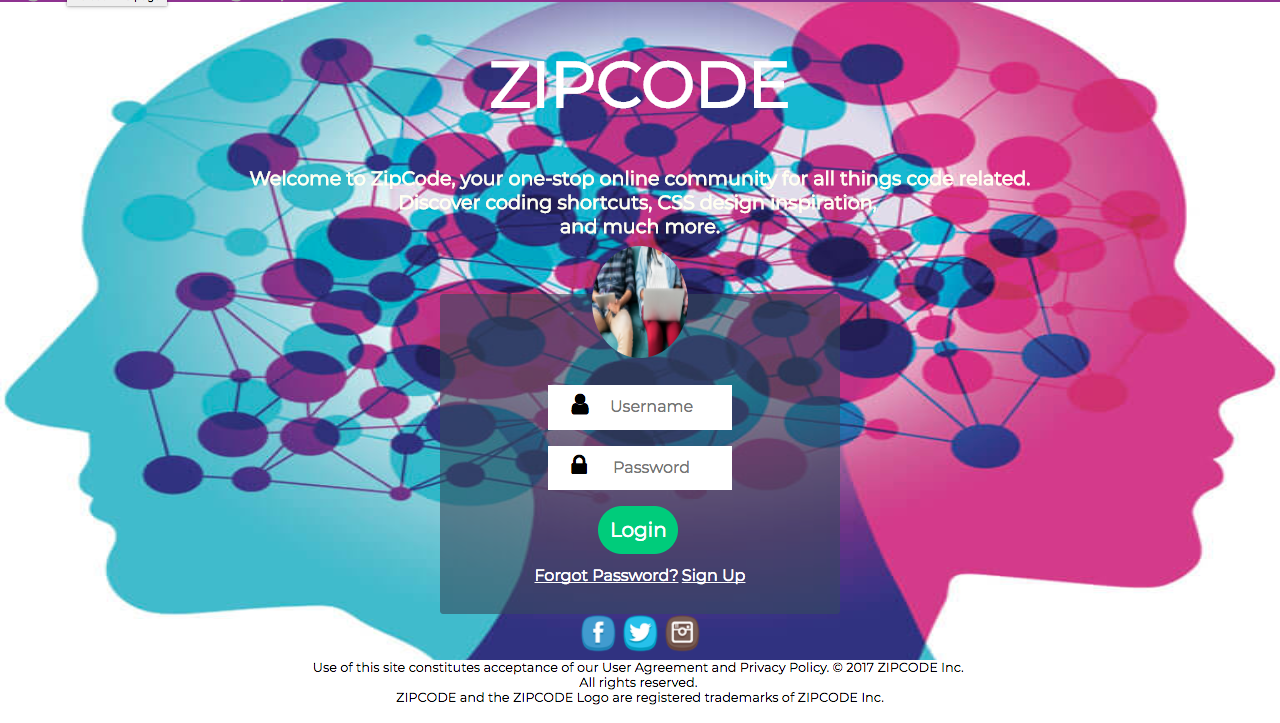 ZIPCODE
Welcome to ZipCode, your one-stop online community for all things code related.
Discover coding shortcuts, CSS design inspiration,
and much more.
Username
Password
Login
Forgot Password? Sign Up
Use of this site constitutes acceptance of our User Agreement and Privacy Policy. © 2017 ZIPCODE Inc.
All rights reserved.
ZIPCODE and the ZIPCODE Logo are registered trademarks of ZIPCODE Inc.